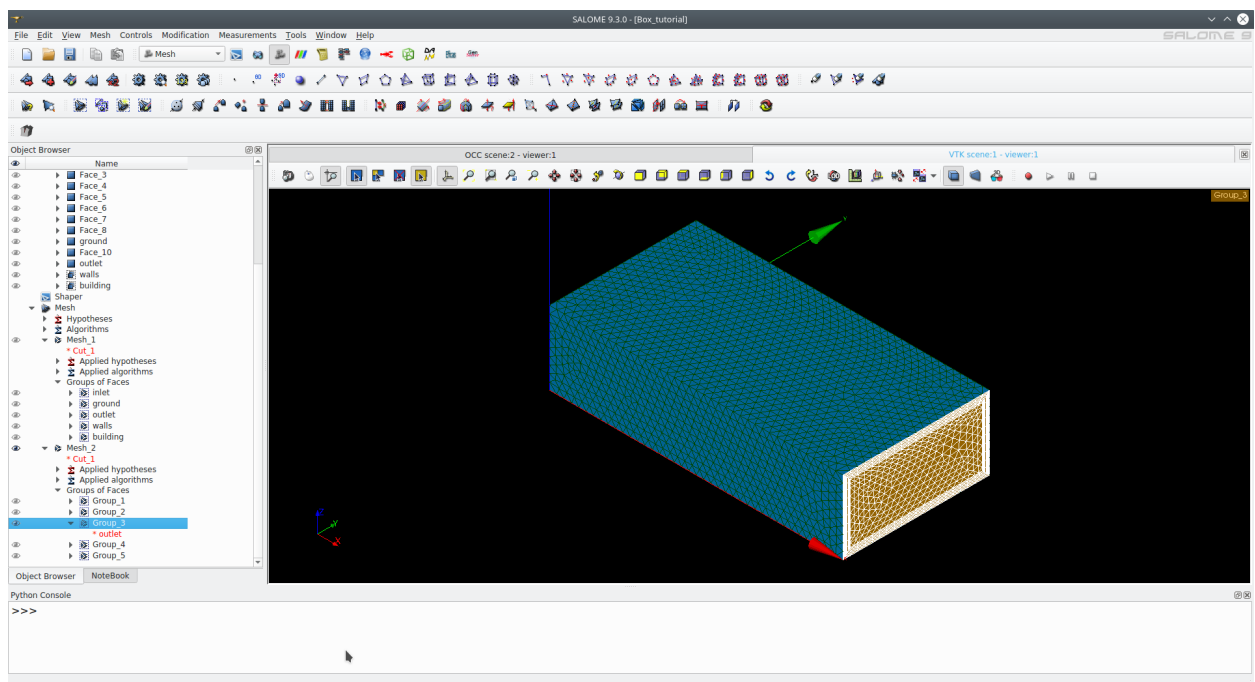 SALOME 9.3.0 - [Box_tutorial]
File Edit View Mesh Controls Modification Measurements Tools Window Help
SALOME 9
Mesh
Object Browser
Name
Face_3
Face_4
Face_5
Face_6
Face_7
Face_8
ground
Face_10
outlet
walls
building
Shaper
Mesh
Hypotheses
Algorithms
Mesh_1
* Cut_1
Applied hypotheses
Applied algorithms
Groups of Faces
inlet
ground
outlet
walls
building
Mesh_2
* Cut_1
Applied hypotheses
Applied algorithms
Groups of Faces
Group_1
Group_2
Group_3
* outlet
Group_4
Group_5
Object Browser NoteBook
OCC scene:2 - viewer:1
VTK scene:1 - viewer:1
Group_3
Python Console
>>>